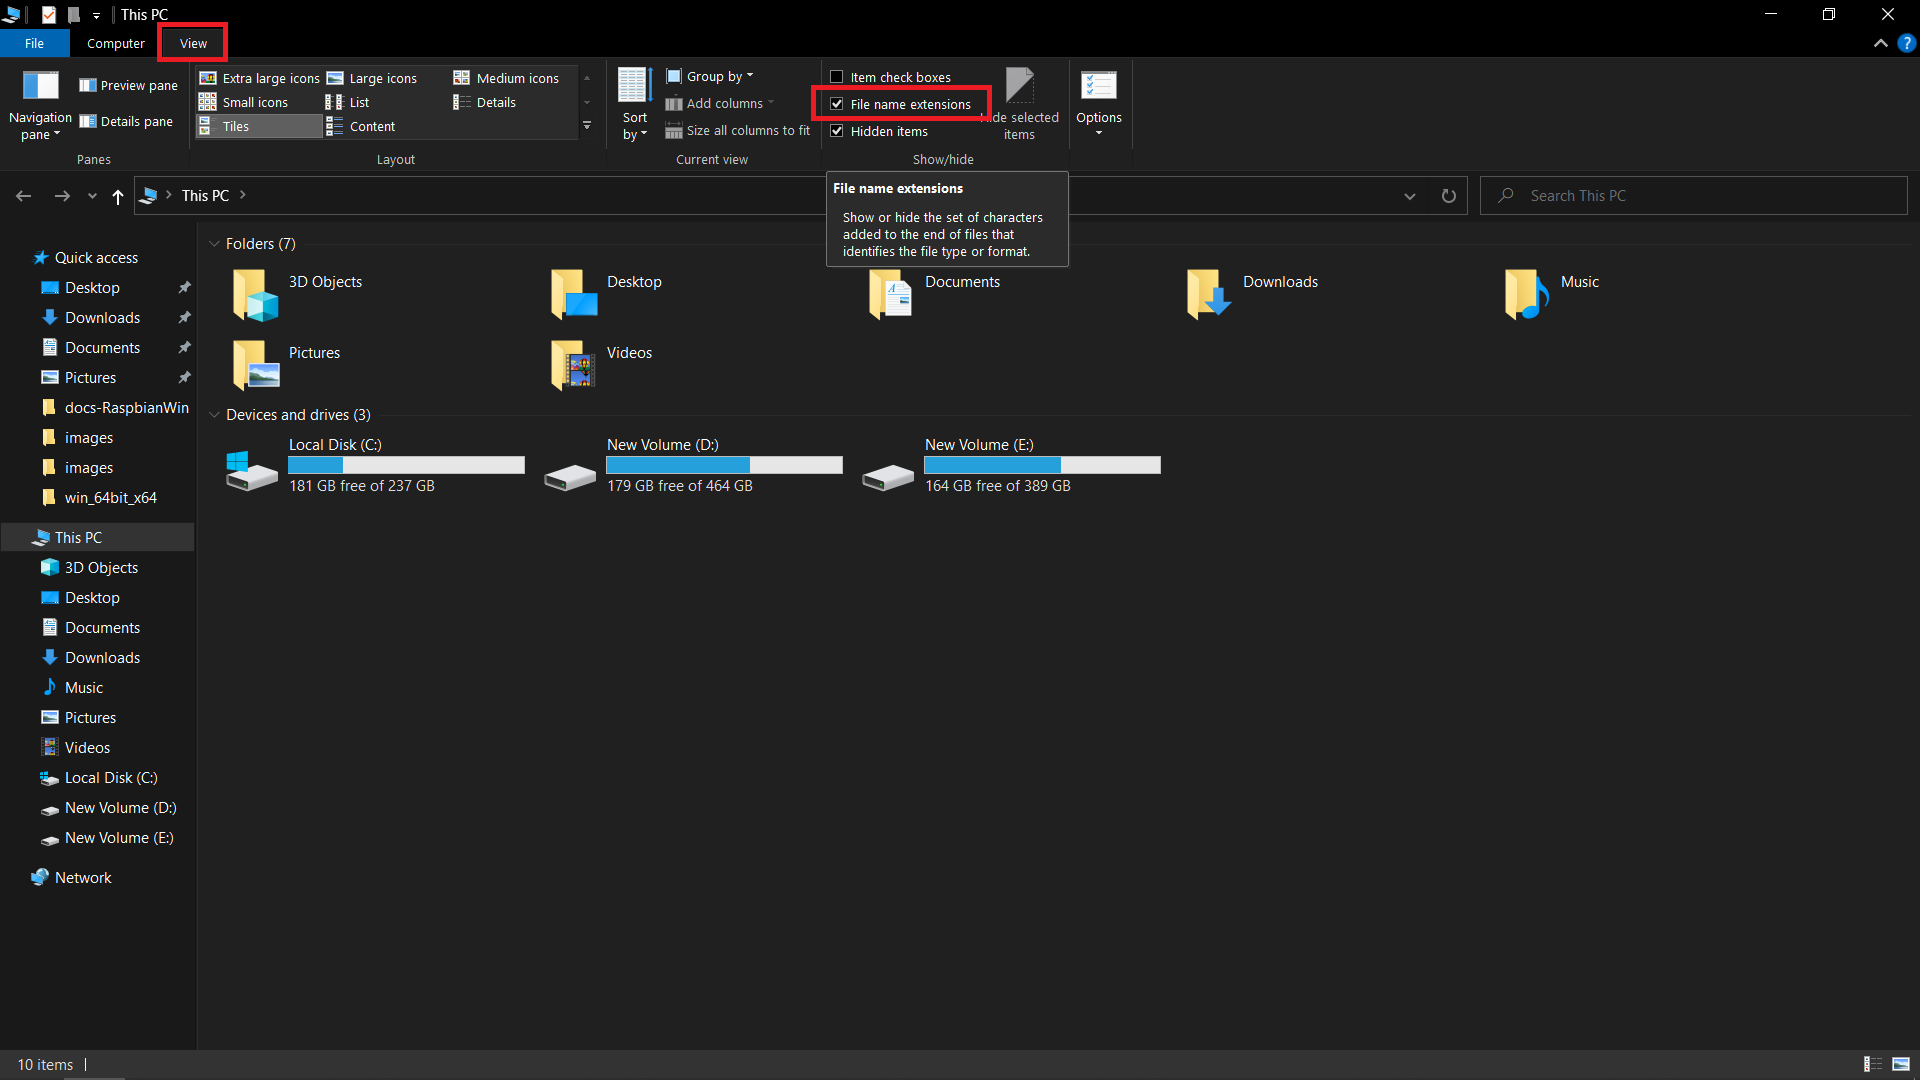 This PC
File
Computer
View
Navigation
pane
Preview pane
Details pane
Panes
Extra large icons
Large icons
Medium icons
Small icons
List
Details
Tiles
Content
Layout
Sort
by
Group by
Add columns
Size all columns to fit
Current view
Item check boxes
File name extensions
Hidden items
ide selected
items
Show/hide
Options
This PC
Search This PC
File name extensions
Show or hide the set of characters
added to the end of files that
identifies the file type or format.
Quick access
Desktop
Downloads
Documents
Pictures
docs-RaspbianWin
images
images
win_64bit_x64
This PC
3D Objects
Desktop
Documents
Downloads
Music
Pictures
Videos
Local Disk (C:)
New Volume (D:)
New Volume (E:)
Network
Folders (7)
3D Objects
Desktop
Documents
Downloads
Music
Pictures
Videos
Devices and drives (3)
Local Disk (C:)
181 GB free of 237 GB
New Volume (D:)
179 GB free of 464 GB
New Volume (E:)
164 GB free of 389 GB
10 items